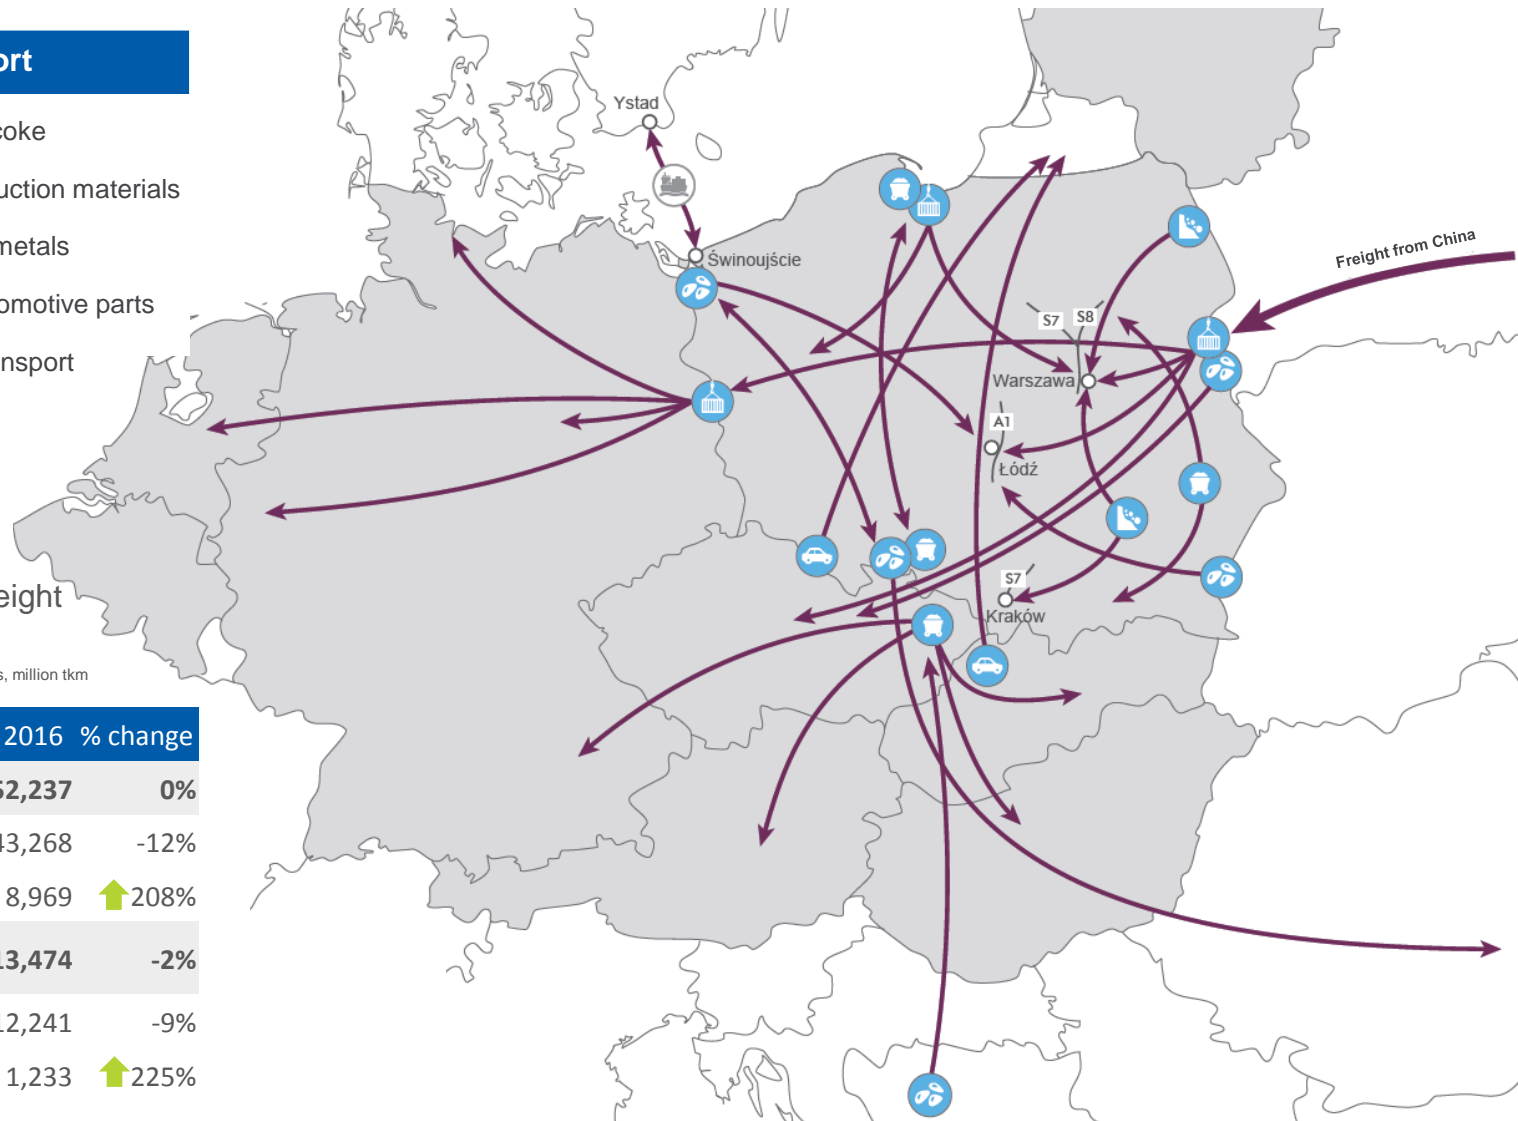 ort
coke
uction materials
metals
omotive parts
nsport
eight
s, million tkm
2016 % change
52,237 0%
43,268 -12%
8,969 208%
13,474 -2%
12,241 -9%
1,233 225%
Ystad
Świnoujście
Freight from China
S7 S8
Warszawa
A1
Łódź
S7
Kraków